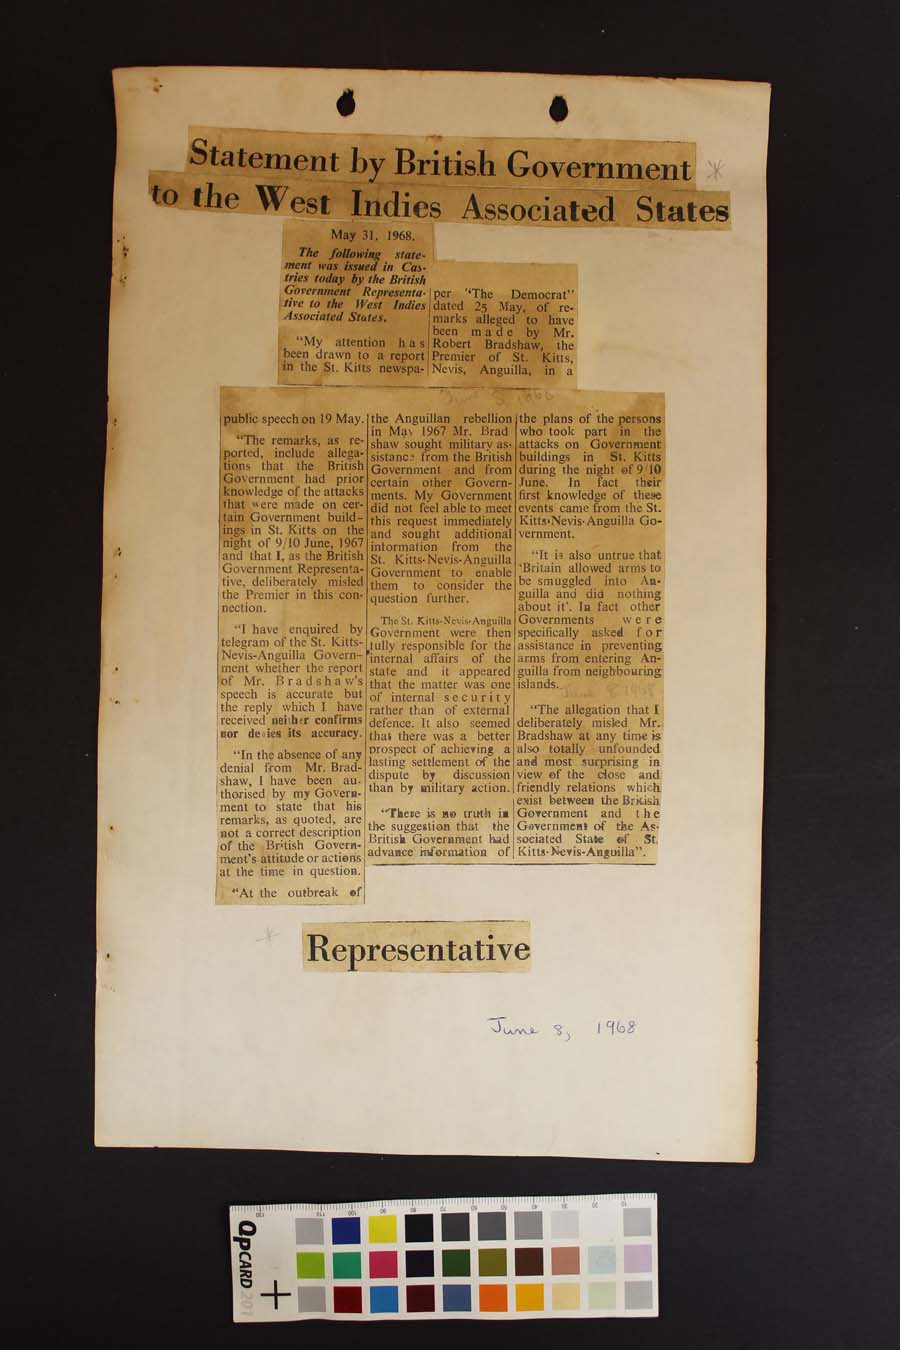 Statement by British Government
to the West Indies Associated States
May 31, 1968.
The following state-
ment was issued in Cas-
tries today by the British
Government Representa-
tive to the West Indies
Associated States.
"My attention has
been drawn to a report
in the St. Kitts newspa-
per "The Democrat"
dated 25 May, of re-
marks alleged to have
been made by Mr.
Robert Bradshaw, the
Premier of St. Kitts,
Nevis, Anguilla, in a
June 8 1968
public speech on 19 May.
"The remarks, as re-
ported, include allega-
tions that the British
Government had prior
knowledge of the attacks
that were made on cer-
tain Government build-
ings in St. Kitts on the
night of 9/10 June, 1967
and that I, as the British
Government Representa-
tive, deliberately misled
the Premier in this con-
nection.
"I have enquired by
telegram of the St. Kitts-
Nevis-Anguilla Govern-
ment whether the report
of Mr. Bradshaw's
speech is accurate but
the reply which I have
received neither confirms
nor denies its accuracy.
"In the absence of any
denial from Mr. Brad-
shaw, I have been au-
thorised by my Govern-
ment to state that his
remarks, as quoted, are
not a correct description
of the British Govern-
ment's attitude or actions
at the time in question.
"At the outbreak of
the Anguillan rebellion
in May 1967 Mr. Brad
shaw sought military as-
sistance from the British
Government and from
certain other Govern-
ments. My Government
did not feel able to meet
this request immediately
and sought additional
information from the
St. Kitts-Nevis-Anguilla
Government to enable
them to consider the
question further.
The St. Kitts-Nevis-Anguilla
Government were then
fully responsible for the
internal affairs of the
state and it appeared
that the matter was one
of internal security
rather than of external
defence. It also seemed
that there was a better
prospect of achieving a
lasting settlement of the
dispute by discussion
than by military action.
"There is no truth in
the suggestion that the
British Government had
advance information of
the plans of the persons
who took part in the
attacks on Government
buildings in St. Kitts
during the night of 9/10
June. In fact their
first knowledge of these
events came from the St.
Kitts-Nevis-Anguilla Go-
vernment.
"It is also untrue that
'Britain allowed arms to
be smuggled into An-
guilla and did nothing
about it'. In fact other
Governments were
specifically asked for
assistance in preventing
arms from entering An-
guilla from neighbouring
islands.
June 8 1968
"The allegation that I
deliberately misled Mr.
Bradshaw at any time is
also totally unfounded
and most surprising in
view of the close and
friendly relations which
exist between the British
Government and the
Government of the As-
sociated State of St.
Kitts-Nevis-Anguilla".
Representative
June 8, 1968
QPCARD 201